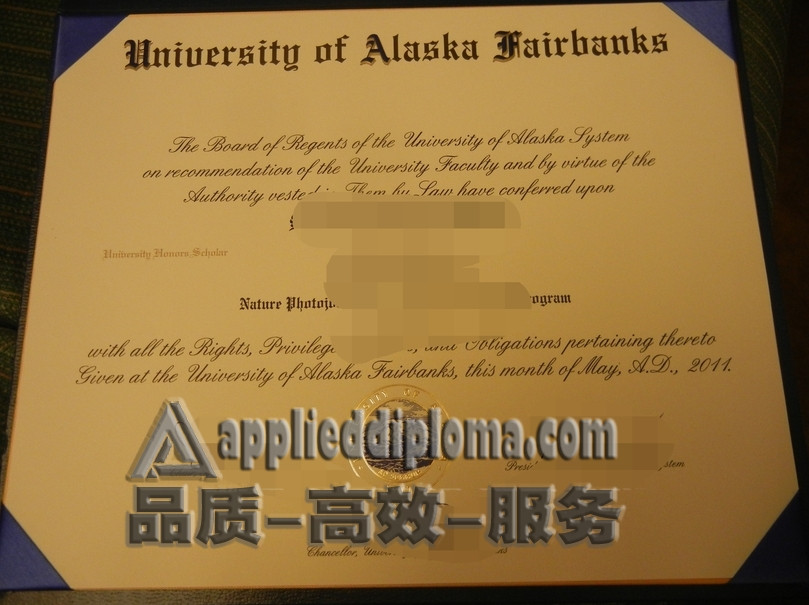 University of Alaska Fairbanks
The Board of Regents of the University of Alaska System
on recommendation of the University Faculty and by virtue of the
Authority vested Them by Law have conferred upon
University Honors Scholar
Nature
with all the Rights, and Obligations pertaining thereto
Given at the University of Alaska Fairbanks, this month of May, A.D., 2011.
applieddiploma.com
品质-高效-服务
Chancellor,